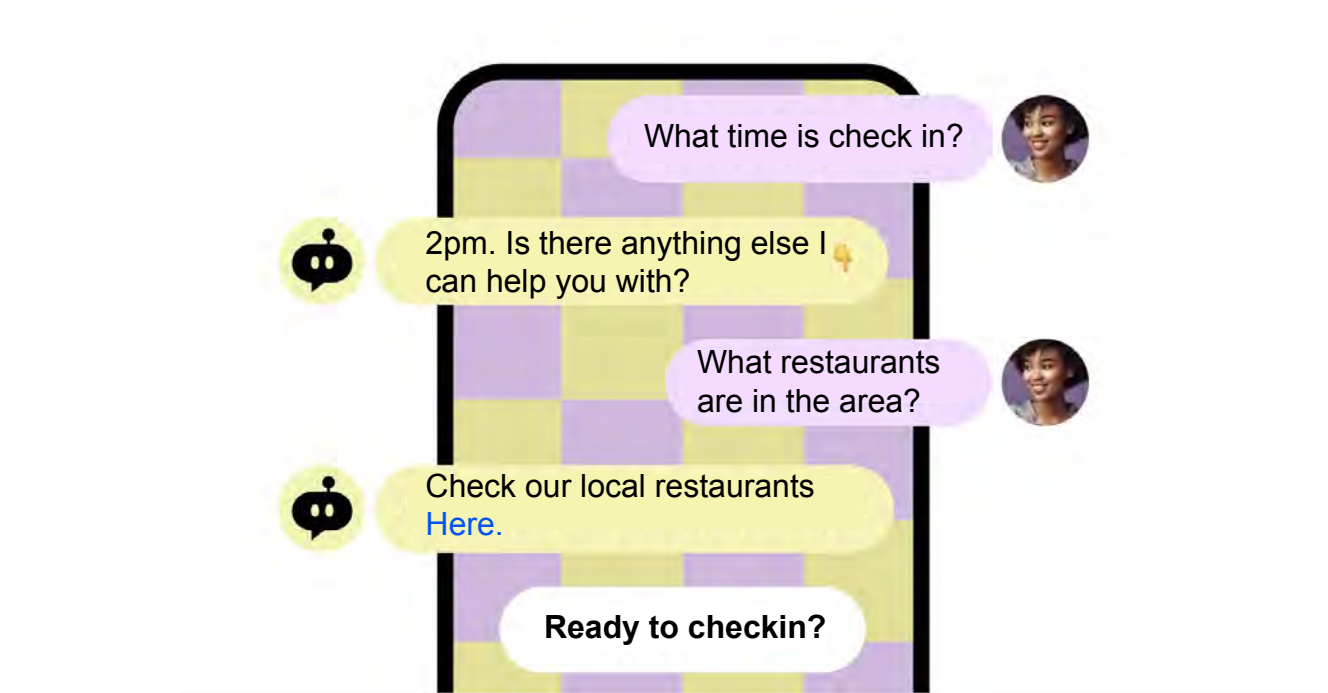 What time is check in?
2pm. Is there anything else I👇
can help you with?
What restaurants
are in the area?
Check our local restaurants
Here.
Ready to checkin?